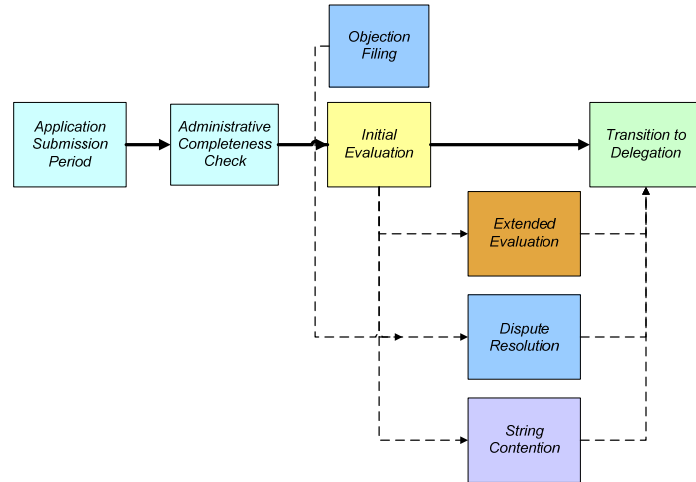 Objection
Filing
Application
Submission
Period
Administrative
Completeness
Check
Initial
Evaluation
Transition to
Delegation
Extended
Evaluation
Dispute
Resolution
String
Contention